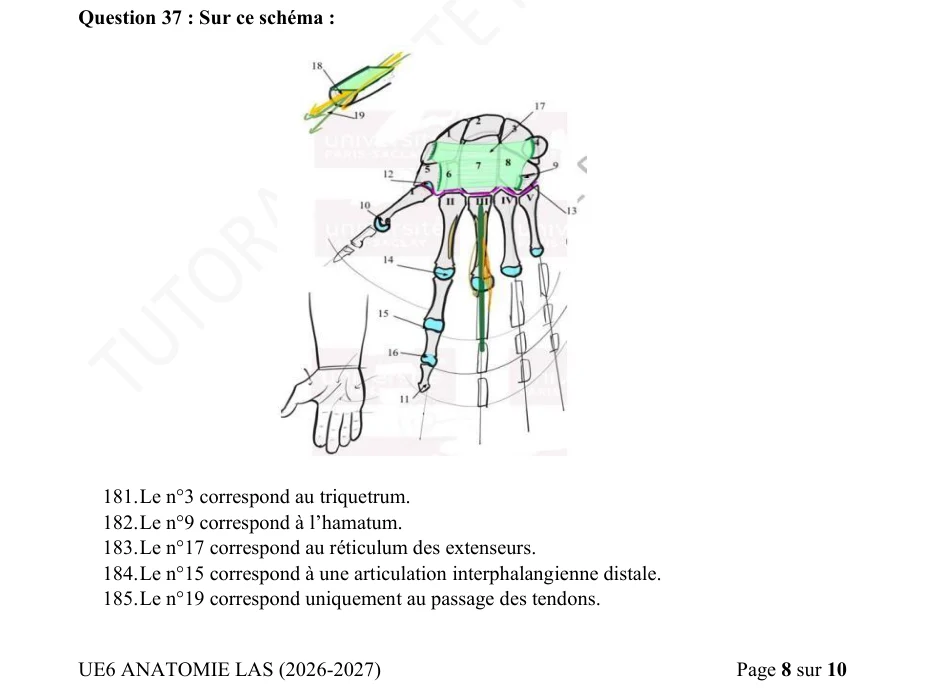 Question 37 : Sur ce schéma :
18
19
17
2
1
3
4
12
5
6
7
8
9
I
II
III
IV
V
10
13
14
15
16
11
TUTORA
181.Le n°3 correspond au triquetrum.
182.Le n°9 correspond à l’hamatum.
183.Le n°17 correspond au réticulum des extenseurs.
184.Le n°15 correspond à une articulation interphalangienne distale.
185.Le n°19 correspond uniquement au passage des tendons.
UE6 ANATOMIE LAS (2026-2027)
Page 8 sur 10